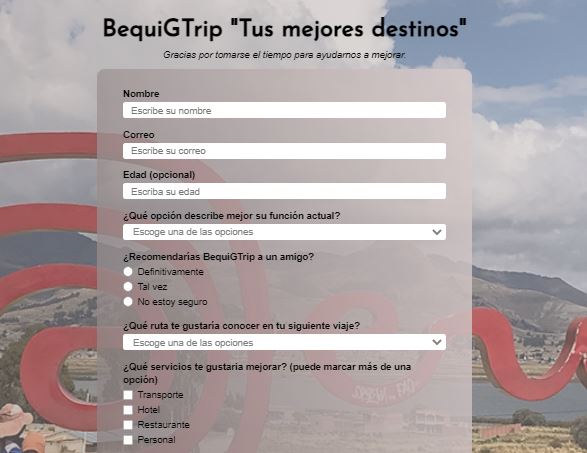 BequiGTrip "Tus mejores destinos"
Gracias por tomarse el tiempo para ayudarnos a mejorar.
Nombre
Escribe su nombre
Correo
Escribe su correo
Edad (opcional)
Escriba su edad
¿Qué opción describe mejor su función actual?
Escoge una de las opciones
¿Recomendarías BequiGTrip a un amigo?
Definitivamente
Tal vez
No estoy seguro
¿Qué ruta te gustaría conocer en tu siguiente viaje?
Escoge una de las opciones
¿Qué servicios te gustaria mejorar? (puede marcar más de una
opción)
Transporte
Hotel
Restaurante
Personal